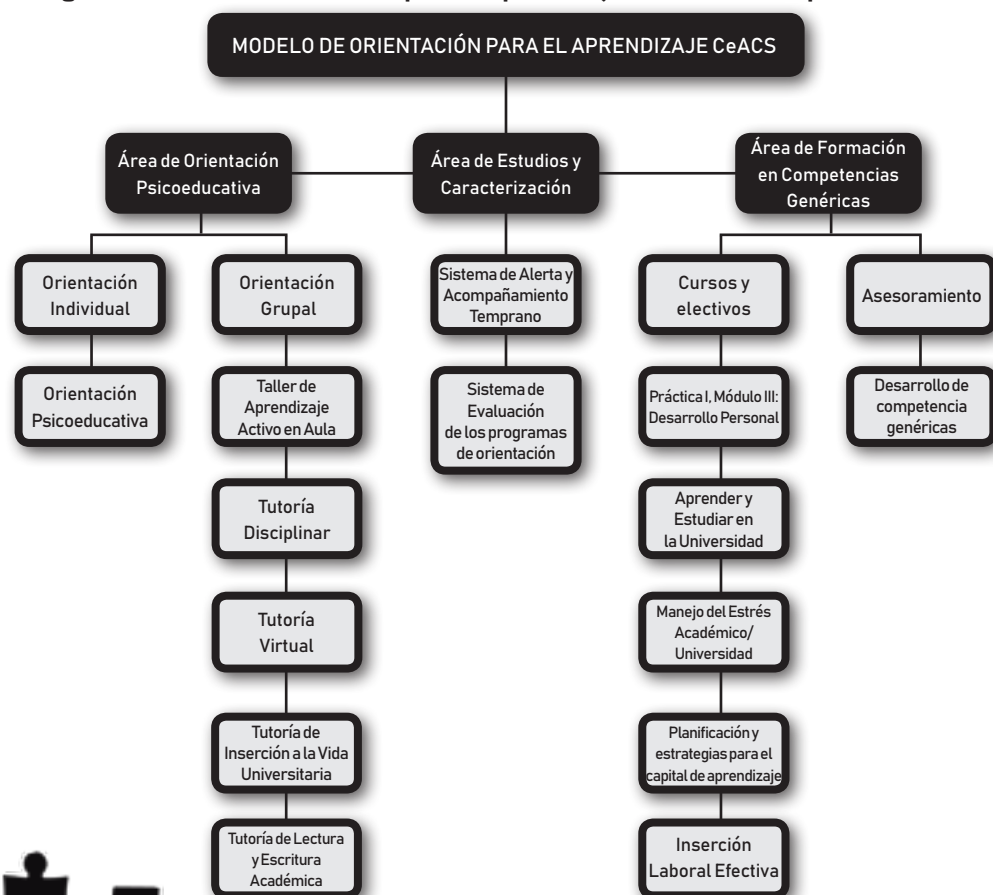 MODELO DE ORIENTACIÓN PARA EL APRENDIZAJE CeACS
Área de Orientación
Psicoeducativa
Área de Estudios y
Caracterización
Área de Formación
en Competencias
Genéricas
Orientación
Individual
Orientación
Grupal
Sistema de Alerta y
Acompañamiento
Temprano
Cursos y
electivos
Asesoramiento
Orientación
Psicoeducativa
Taller de
Aprendizaje
Activo en Aula
Sistema de
Evaluación
de los programas
de orientación
Práctica I, Módulo III:
Desarrollo Personal
Desarrollo de
competencia
genéricas
Tutoría
Disciplinar
Aprender y
Estudiar en
la Universidad
Tutoría
Virtual
Manejo del Estrés
Académico/
Universidad
Tutoría de
Inserción a la Vida
Universitaria
Planificación y
estrategias para el
capital de aprendizaje
Tutoría de Lectura
y Escritura
Académica
Inserción
Laboral Efectiva